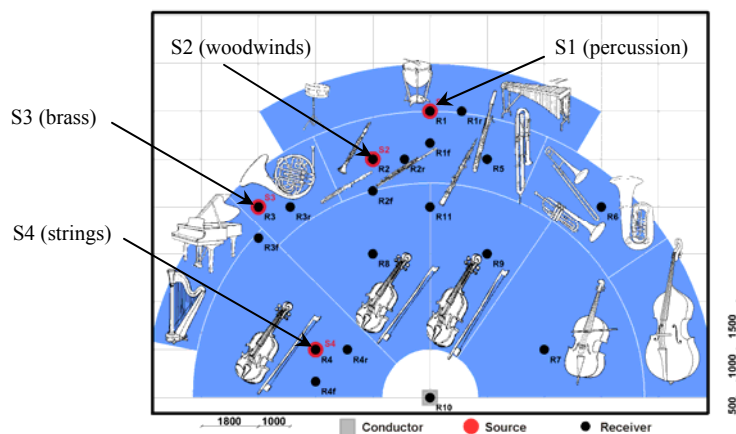 S2 (woodwinds)
S1 (percussion)
S3 (brass)
R1
R1r
R1f
S2
R2
R2r
R5
R2f
S3
R3
R3r
R11
R6
R3f
S4 (strings)
R8
R9
S4
R4
R4r
R7
R4f
R10
1500
1000
500
1800
1000
Conductor
Source
Receiver